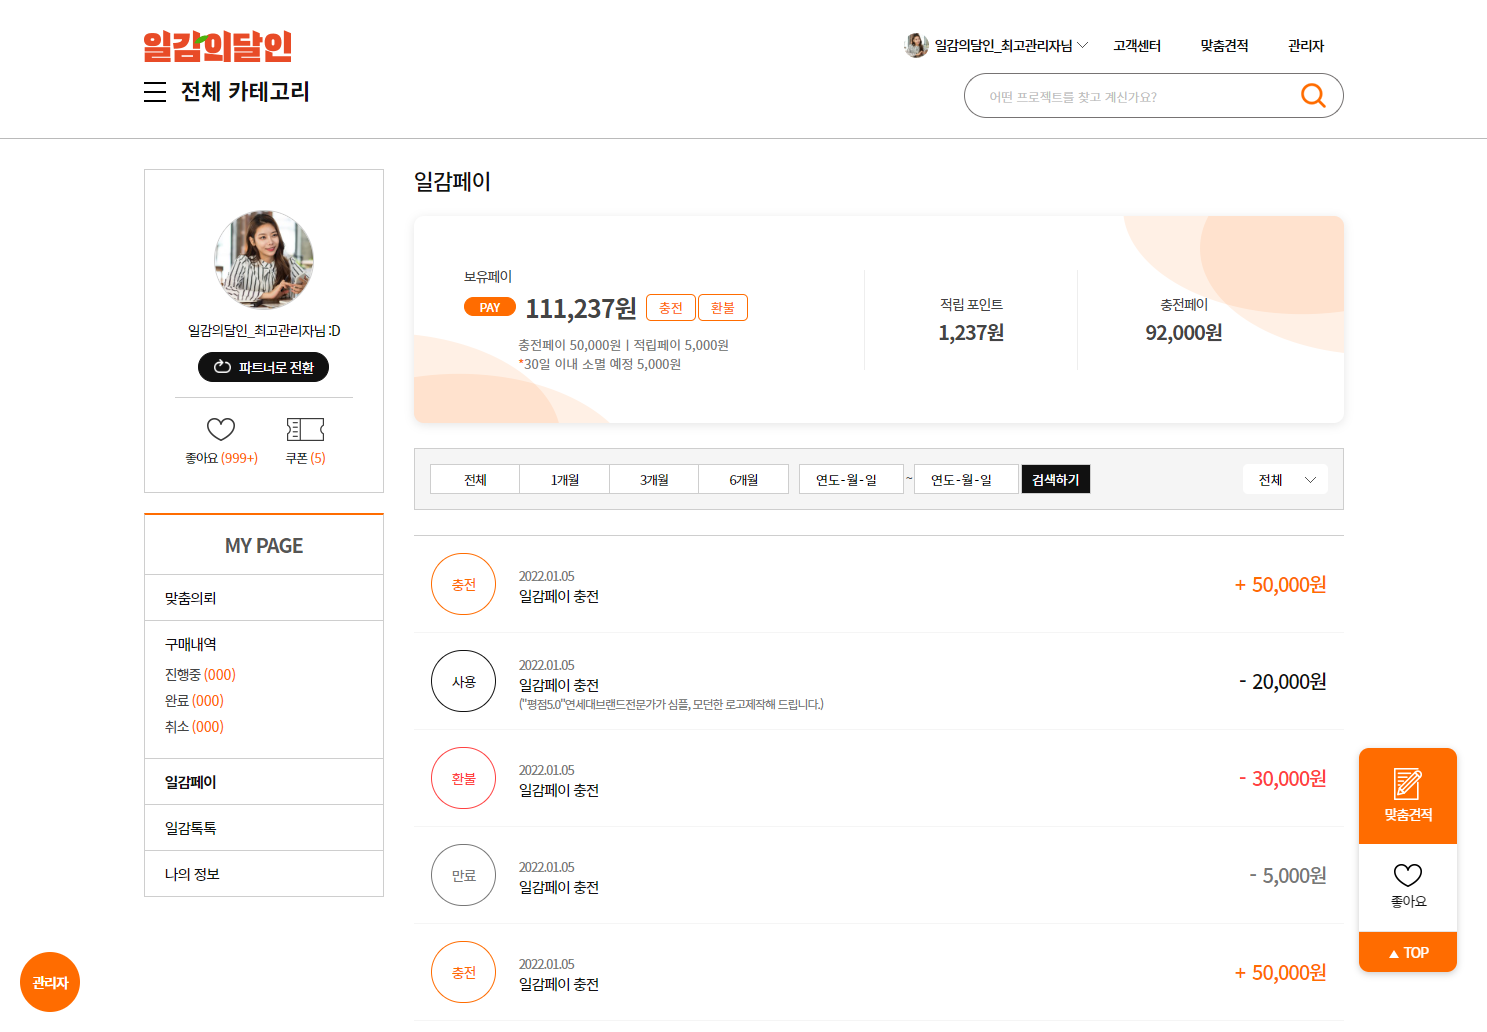 일감의달인
일감의달인_최고관리자님
고객센터
맞춤견적
관리자
전체 카테고리
어떤 프로젝트를 찾고 계신가요?
일감의달인_최고관리자님 :D
파트너로 전환
좋아요 (999+)
쿠폰 (5)
MY PAGE
맞춤의뢰
구매내역
진행중 (000)
완료 (000)
취소 (000)
일감페이
일감톡톡
나의 정보
일감페이
보유페이
PAY 111,237원 충전 환불
충전페이 50,000원 | 적립페이 5,000원
*30일 이내 소멸 예정 5,000원
적립 포인트
1,237원
충전페이
92,000원
전체 1개월 3개월 6개월 연도-월-일 ~ 연도-월-일 검색하기 전체
충전
2022.01.05
일감페이 충전
+ 50,000원
사용
2022.01.05
일감페이 충전
("평점5.0"연세대브랜드전문가가 심플, 모던한 로고제작해 드립니다.)
- 20,000원
환불
2022.01.05
일감페이 충전
- 30,000원
만료
2022.01.05
일감페이 충전
- 5,000원
충전
2022.01.05
일감페이 충전
+ 50,000원
맞춤견적
좋아요
▲ TOP
관리자